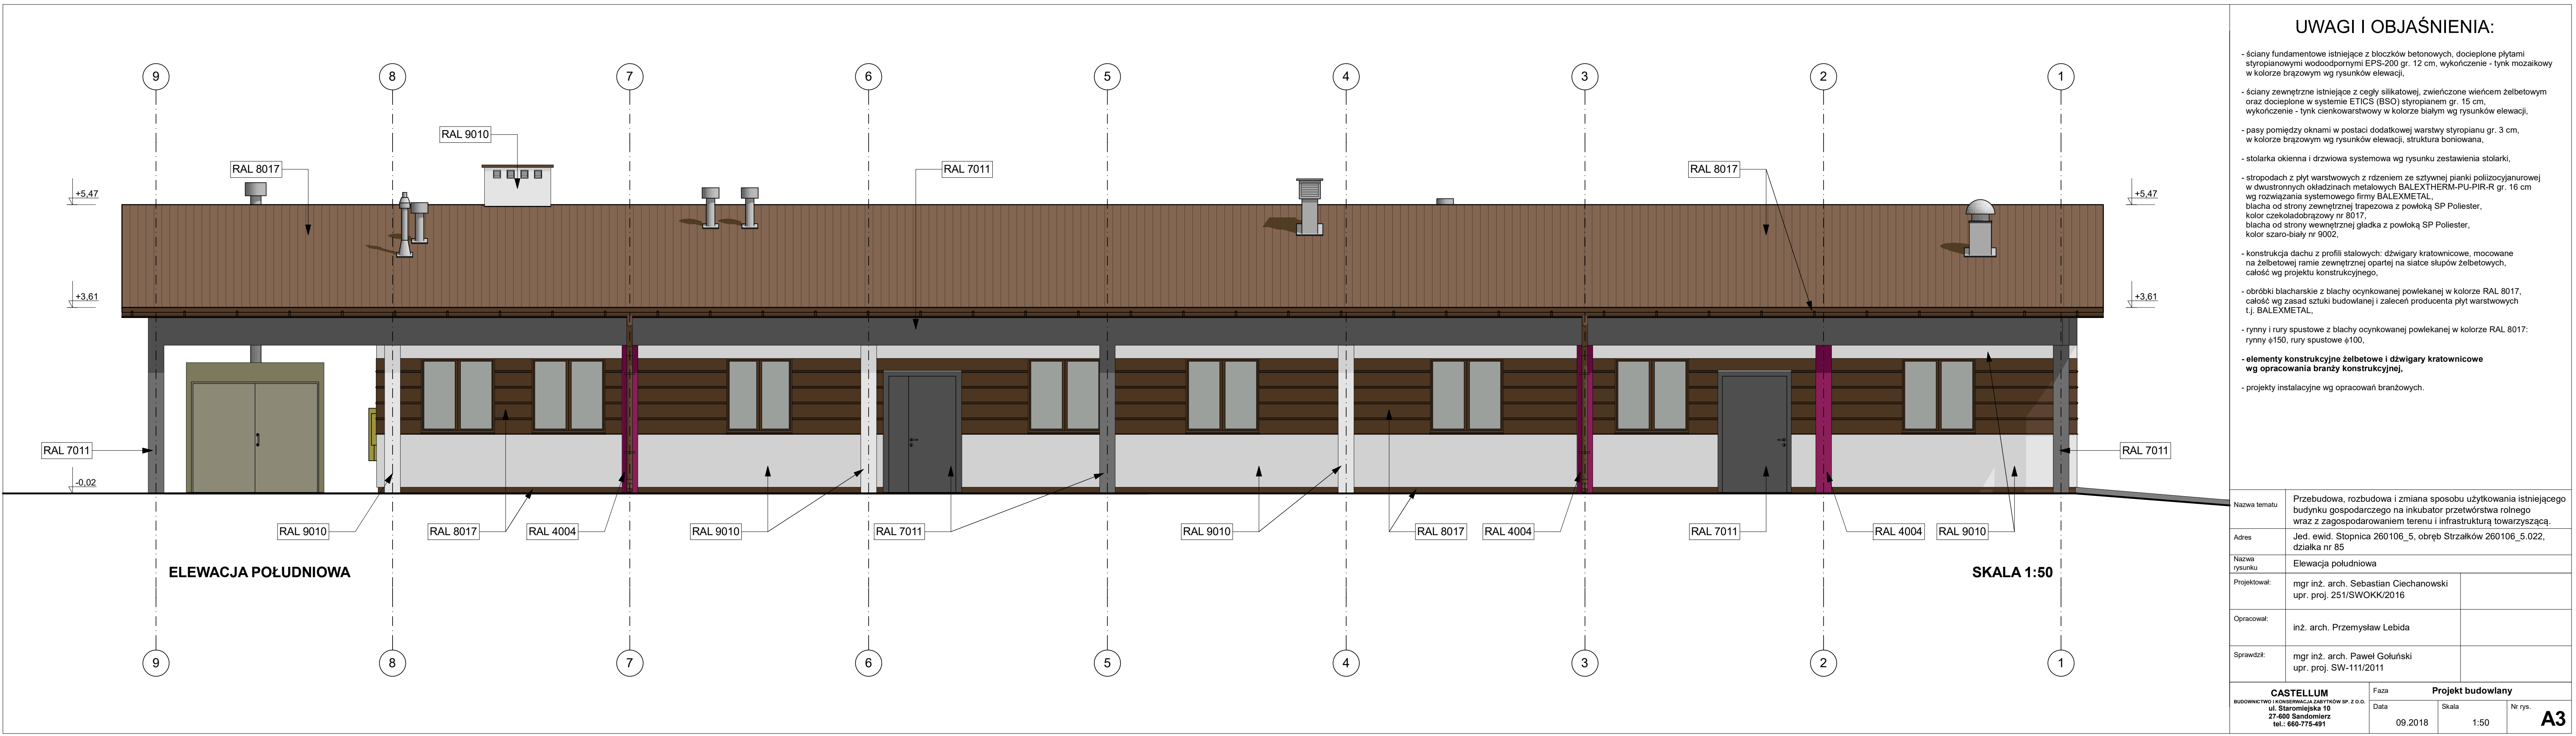 9 8 7 6 5 4 3 2 1
RAL 9010
RAL 8017
RAL 7011
RAL 8017
+5,47
+5,47
+3,61
+3,61
RAL 7011
RAL 7011
-0,02
RAL 9010
RAL 8017
RAL 4004
RAL 9010
RAL 7011
RAL 9010
RAL 8017
RAL 4004
RAL 7011
RAL 4004
RAL 9010
ELEWACJA POŁUDNIOWA
SKALA 1:50
9 8 7 6 5 4 3 2 1
UWAGI I OBJAŚNIENIA:
- ściany fundamentowe istniejące z bloczków betonowych, docieplone płytami
styropianowymi wodoodpornymi EPS-200 gr. 12 cm, wykończenie - tynk mozaikowy
w kolorze brązowym wg rysunków elewacji,
- ściany zewnętrzne istniejące z cegły silikatowej, zwieńczone wieńcem żelbetowym
oraz docieplone w systemie ETICS (BSO) styropianem gr. 15 cm,
wykończenie - tynk cienkowarstwowy w kolorze białym wg rysunków elewacji,
- pasy pomiędzy oknami w postaci dodatkowej warstwy styropianu gr. 3 cm,
w kolorze brązowym wg rysunków elewacji, struktura boniowana,
- stolarka okienna i drzwiowa systemowa wg rysunku zestawienia stolarki,
- stropodach z płyt warstwowych z rdzeniem ze sztywnej pianki poliizocyjanurowej
w dwustronnych okładzinach metalowych BALEXTHERM-PU-PIR-R gr. 16 cm
wg rozwiązania systemowego firmy BALEXMETAL,
blacha od strony zewnętrznej trapezowa z powłoką SP Poliester,
kolor czekoladobrązowy nr 8017,
blacha od strony wewnętrznej gładka z powłoką SP Poliester,
kolor szaro-biały nr 9002,
- konstrukcja dachu z profili stalowych: dźwigary kratownicowe, mocowane
na żelbetowej ramie zewnętrznej opartej na siatce słupów żelbetowych,
całość wg projektu konstrukcyjnego,
- obróbki blacharskie z blachy ocynkowanej powlekanej w kolorze RAL 8017,
całość wg zasad sztuki budowlanej i zaleceń producenta płyt warstwowych
t.j. BALEXMETAL,
- rynny i rury spustowe z blachy ocynkowanej powlekanej w kolorze RAL 8017:
rynny ϕ150, rury spustowe ϕ100,
- elementy konstrukcyjne żelbetowe i dźwigary kratownicowe
wg opracowania branży konstrukcyjnej,
- projekty instalacyjne wg opracowań branżowych.
Nazwa tematu
Przebudowa, rozbudowa i zmiana sposobu użytkowania istniejącego
budynku gospodarczego na inkubator przetwórstwa rolnego
wraz z zagospodarowaniem terenu i infrastrukturą towarzyszącą.
Adres
Jed. ewid. Stopnica 260106_5, obręb Strzałków 260106_5.022,
działka nr 85
Nazwa
rysunku
Elewacja południowa
Projektował:
mgr inż. arch. Sebastian Ciechanowski
upr. proj. 251/SWOKK/2016
Opracował:
inż. arch. Przemysław Lebida
Sprawdził:
mgr inż. arch. Paweł Gołuński
upr. proj. SW-111/2011
CASTELLUM
BUDOWNICTWO I KONSERWACJA ZABYTKÓW SP. Z O.O.
ul. Staromiejska 10
27-600 Sandomierz
tel.: 660-775-491
Faza Projekt budowlany
Data 09.2018
Skala 1:50
Nr rys. A3